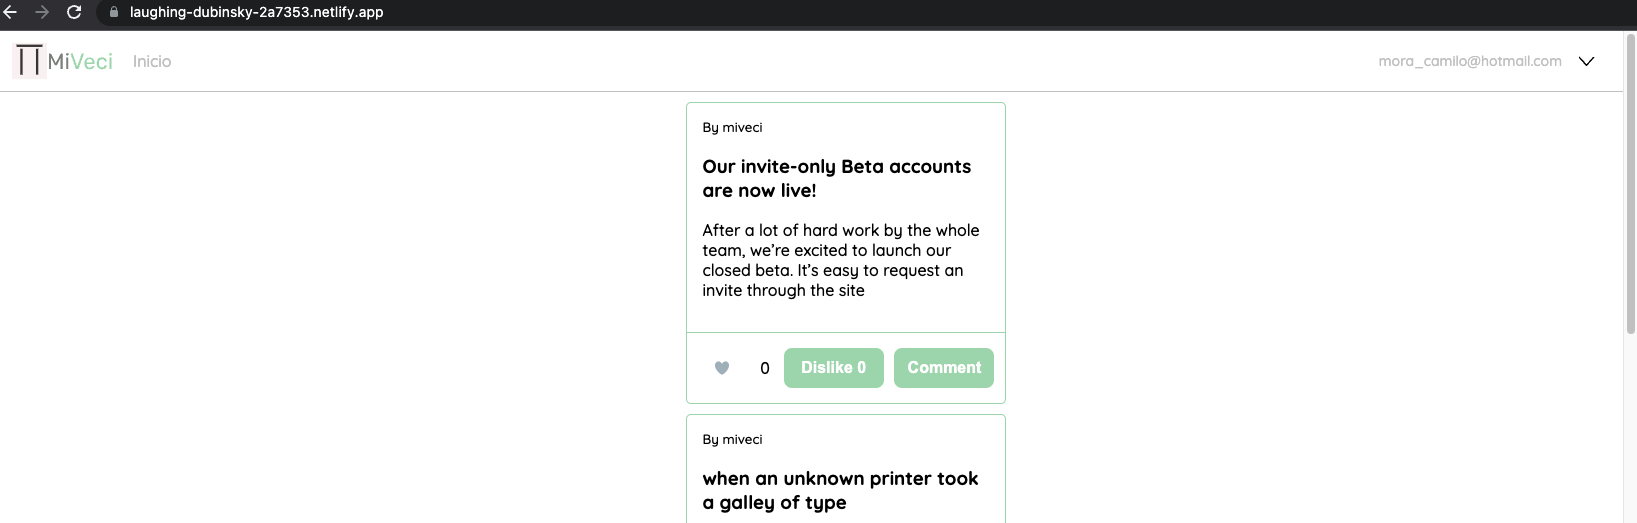 laughing-dubinsky-2a7353.netlify.app
MiVeci Inicio mora_camilo@hotmail.com
By miveci
Our invite-only Beta accounts
are now live!
After a lot of hard work by the whole
team, we’re excited to launch our
closed beta. It’s easy to request an
invite through the site
0 Dislike 0 Comment
By miveci
when an unknown printer took
a galley of type